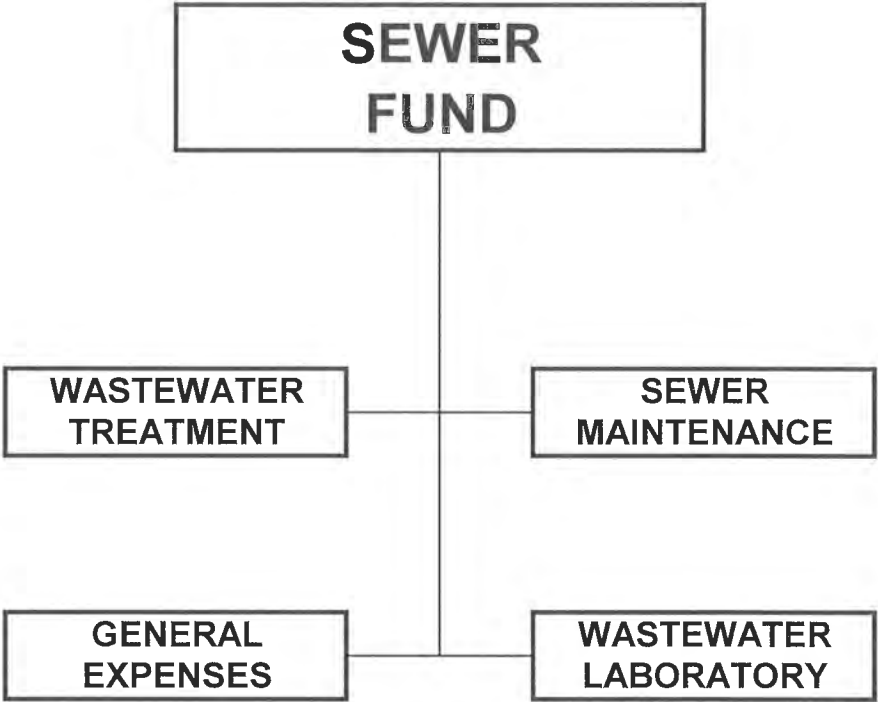 SEWER
FUND
WASTEWATER
TREATMENT
SEWER
MAINTENANCE
GENERAL
EXPENSES
WASTEWATER
LABORATORY